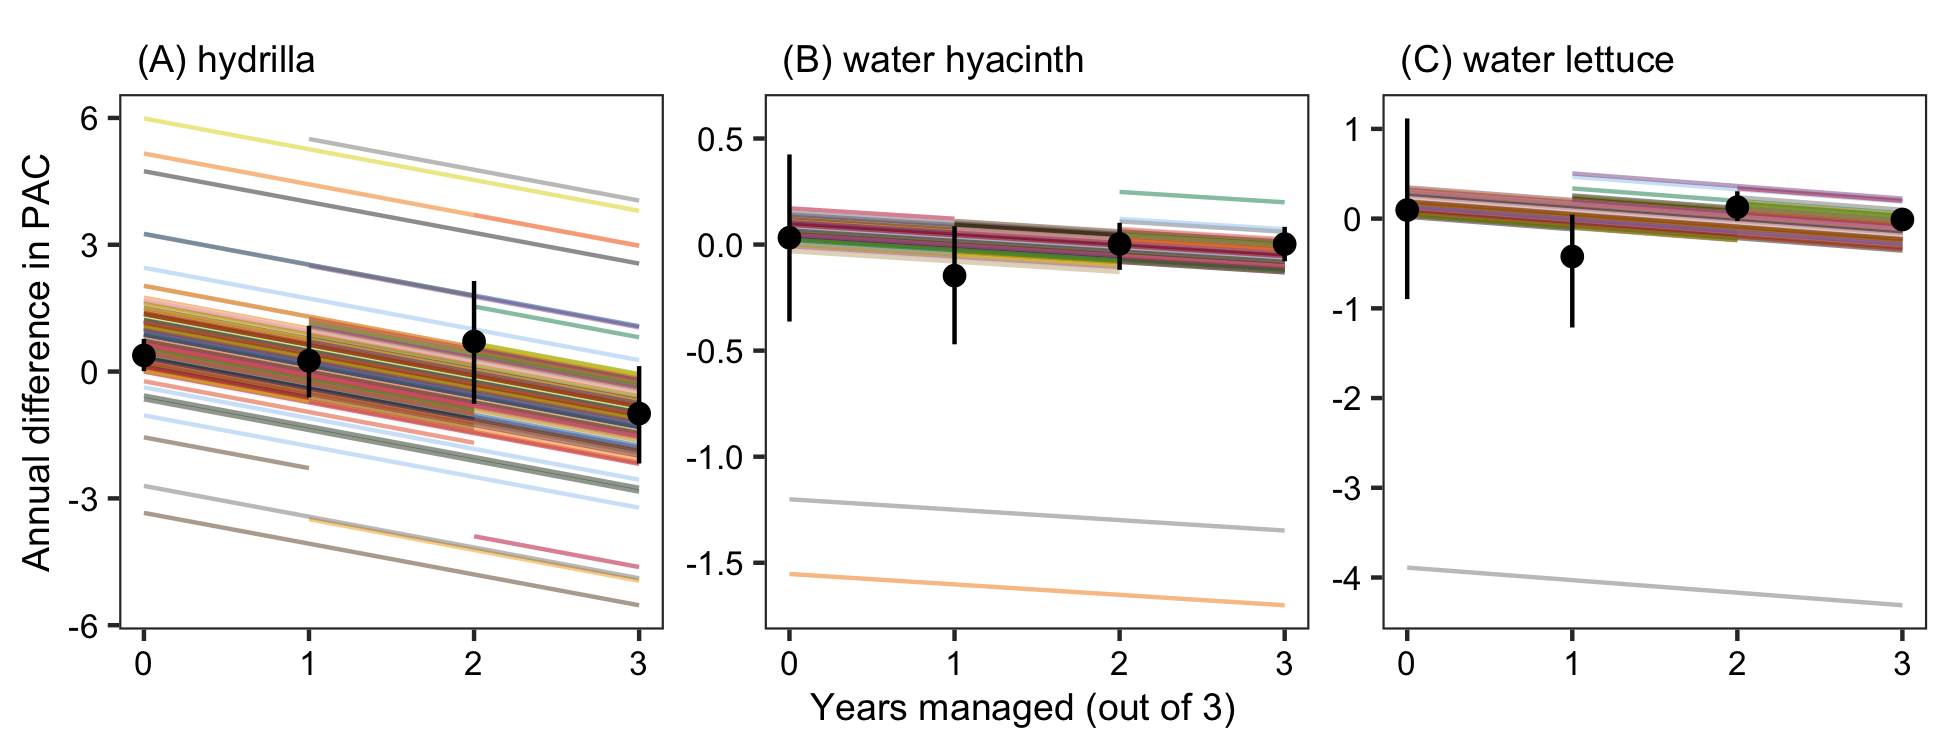 (A) hydrilla
(B) water hyacinth
(C) water lettuce
Annual difference in PAC
6
3
0
-3
-6
0 1 2 3
0.5
0.0
-0.5
-1.0
-1.5
0 1 2 3
1
0
-1
-2
-3
-4
0 1 2 3
Years managed (out of 3)